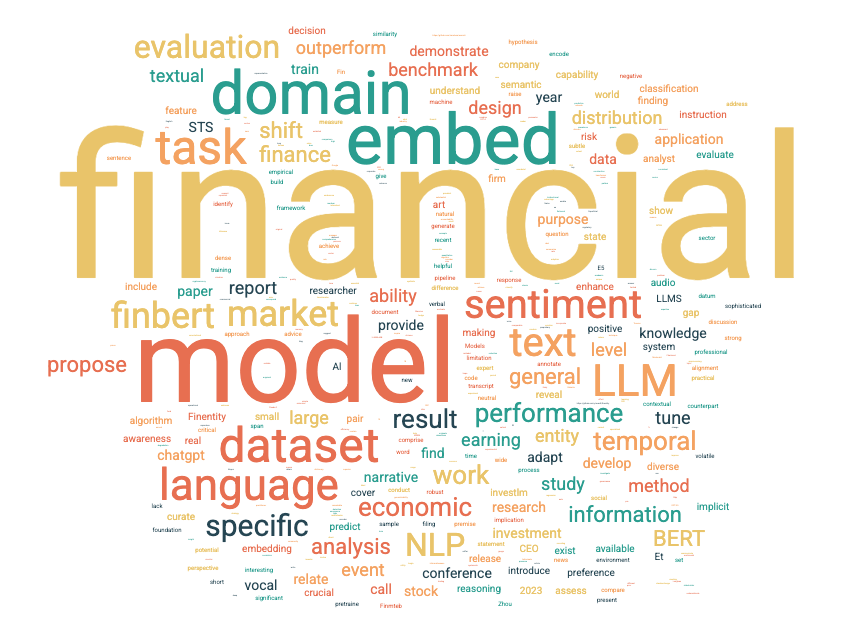 decision
similarity
evaluation
outperform
demonstrate
hypothesis
encode
textual
train
Fin
benchmark
company
capability
negative
domain
understand
semantic
raise
year
world
classification
finding
machine
address
feature
STS
shift
measure
design
distribution
instruction
task
finance
embed
subtle
risk
application
data
analyst
evaluate
sentence
financial
empirical
build
give
firm
identify
framework
art
natural
generate
recent
purpose
question
state
show
sector
achieve
dense
training
helpful
ES
include
paper
report
researcher
pipeline
difference
response
enhance
audio
LLMS
datum
sophisticated
ability
document
verbal
sentiment
gap
finbert
market
approach
advice
provide
making
positive
knowledge
discussion
strong
propose
model
AI
new
Models
limitation
text
level
system
professional
annotate
expert
code
transcript
neutral
general
reveal
LLM
alignment
practical
algorithm
Finentity
critical
small
span
large
pair
result
performance
contextual
counterpart
tune
awareness
real
chatgpt
dataset
comprise
word
find
earning
time
entity
wide
adapt
temporal
develop
diverse
volatile
language
narrative
cover
conduct
work
robust
process
study
method
investim
social
lack
curate
foundation
specific
predict
economic
sample
filing
premise
research
implication
information
implicit
potential
embedding
interesting
analysis
NLP
statement
investment
CEO
exist
available
BERT
Et
perspective
short
vocal
significant
relate
crucial
event
call
stock
conference
release
reasoning
introduce
news
environment
preference
set
pretraine
Finmteb
Zhou
2023
assess
compare
present